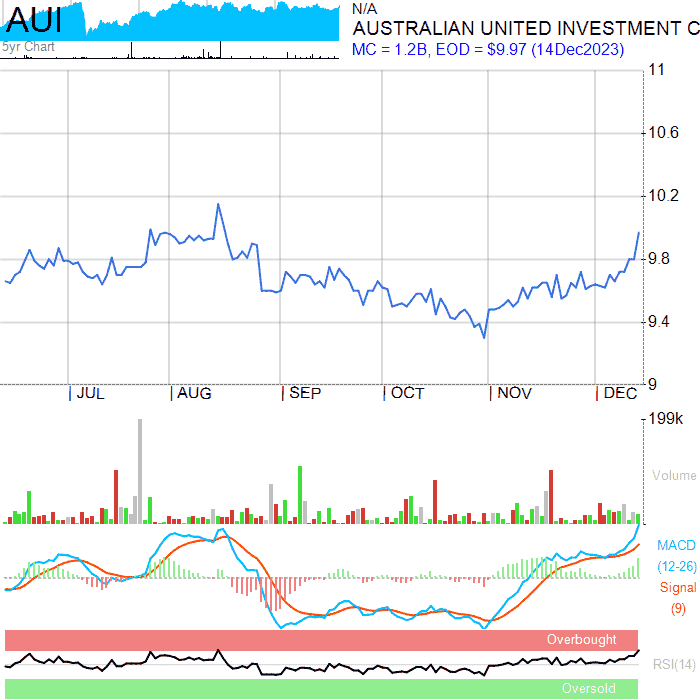 AUI
5yr Chart
N/A
AUSTRALIAN UNITED INVESTMENT C
MC = 1.2B, EOD = $9.97 (14Dec2023)
11
10.6
10.2
9.8
9.4
9
JUL
AUG
SEP
OCT
NOV
DEC
199k
Volume
MACD
(12-26)
Signal
(9)
Overbought
RSI(14)
Oversold